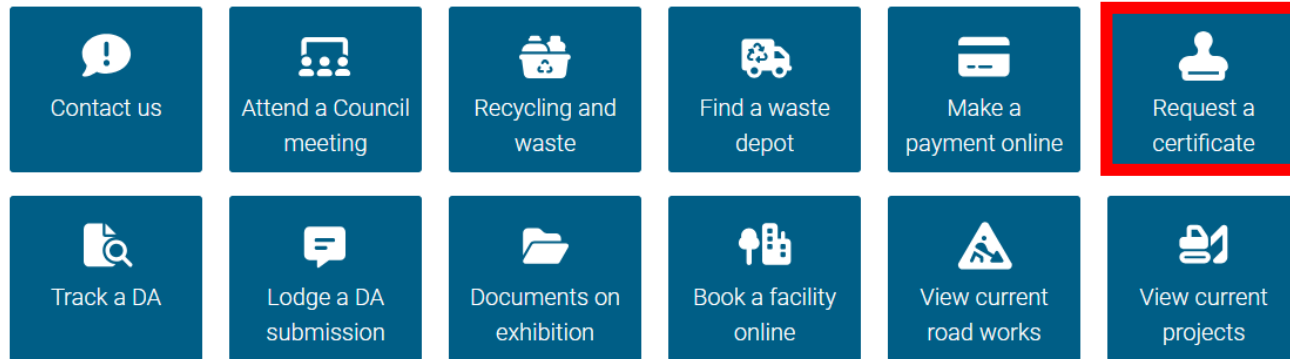 Contact us
Attend a Council
meeting
Recycling and
waste
Find a waste
depot
Make a
payment online
Request a
certificate
Track a DA
Lodge a DA
submission
Documents on
exhibition
Book a facility
online
View current
road works
View current
projects